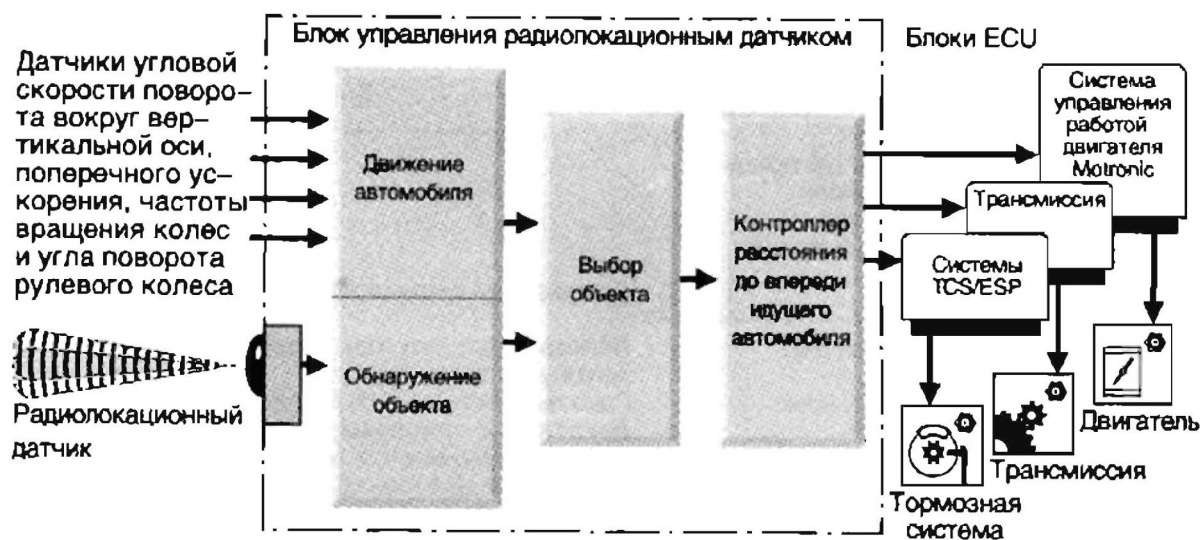 Блок управления радиолокационным датчиком
Блоки ECU
Датчики угловой
скорости поворо-
та вокруг вер-
тикальной оси,
поперечного ус-
корения, частоты
вращения колес
и угла поворота
рулевого колеса
Радиолокационный
датчик
Движение
автомобиля
Обнаружение
объекта
Выбор
объекта
Контроллер
расстояния
до впереди
идущего
автомобиля
Система
управления
работой
двигателя
Motronic
Трансмиссия
Системы
TCS/ESP
Двигатель
Трансмиссия
Тормозная
система